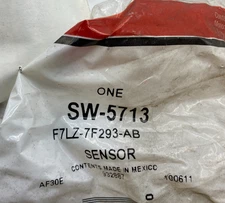 ONE
SW-5713
F7LZ-7F293-AB
SENSOR
CONTENTS MADE IN MEXICO
AF30E
100611